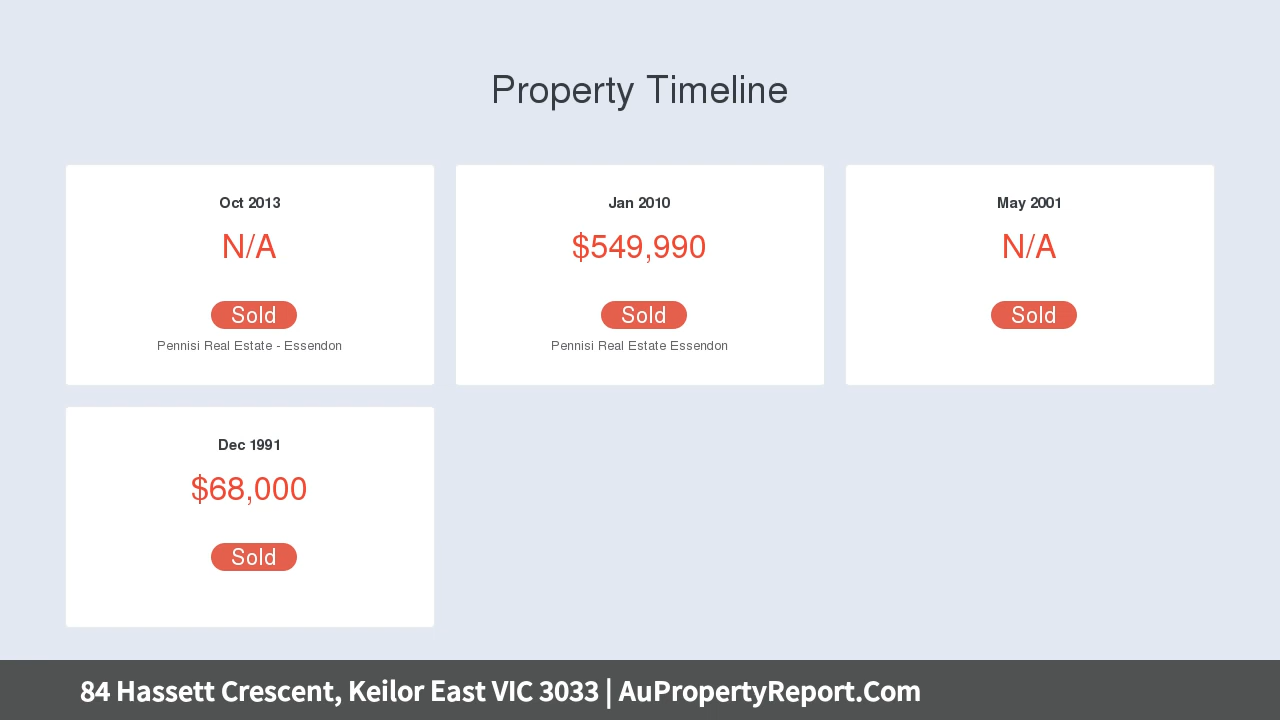 Property Timeline
Oct 2013
N/A
Sold
Pennisi Real Estate - Essendon
Jan 2010
$549,990
Sold
Pennisi Real Estate Essendon
May 2001
N/A
Sold
Dec 1991
$68,000
Sold
84 Hassett Crescent, Keilor East VIC 3033 | AuPropertyReport.Com